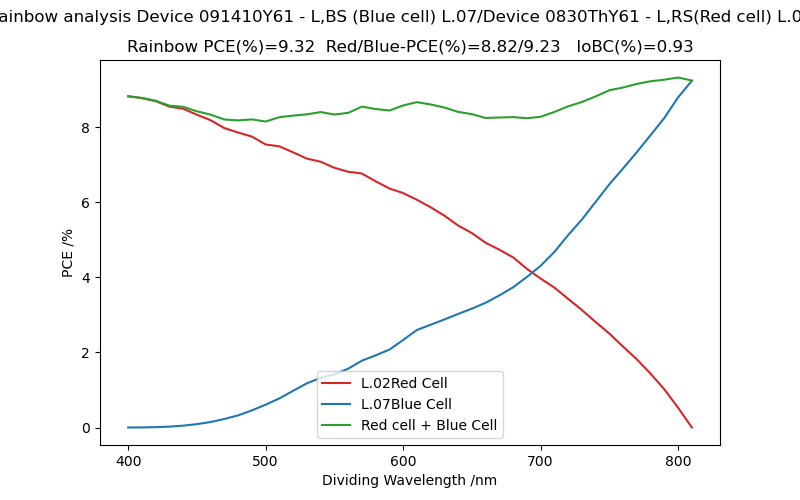 ainbow analysis Device 091410Y61 - L,BS (Blue cell) L.07/Device 0830ThY61 - L,RS(Red cell) L.0
Rainbow PCE(%)=9.32 Red/Blue-PCE(%)=8.82/9.23 IoBC(%)=0.93
PCE /%
8
6
4
2
0
L.02Red Cell
L.07Blue Cell
Red cell + Blue Cell
400 500 600 700 800
Dividing Wavelength /nm